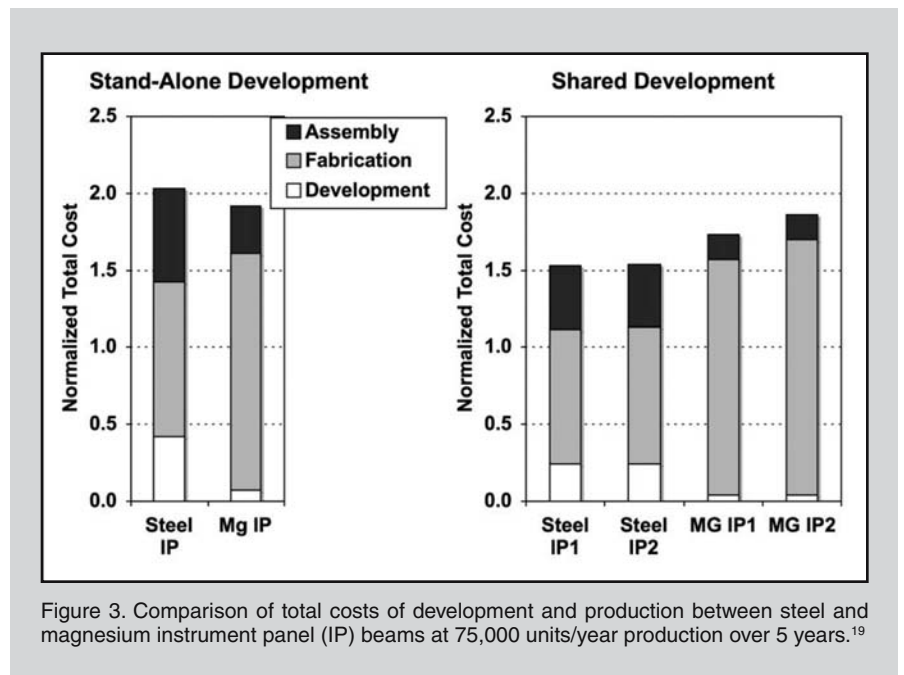 Stand-Alone Development
Shared Development
Normalized Total Cost
2.5
2.0
1.5
1.0
0.5
0.0
Steel IP
Mg IP
Assembly
Fabrication
Development
Normalized Total Cost
2.5
2.0
1.5
1.0
0.5
0.0
Steel IP1
Steel IP2
MG IP1
MG IP2
Figure 3. Comparison of total costs of development and production between steel and
magnesium instrument panel (IP) beams at 75,000 units/year production over 5 years.¹⁹